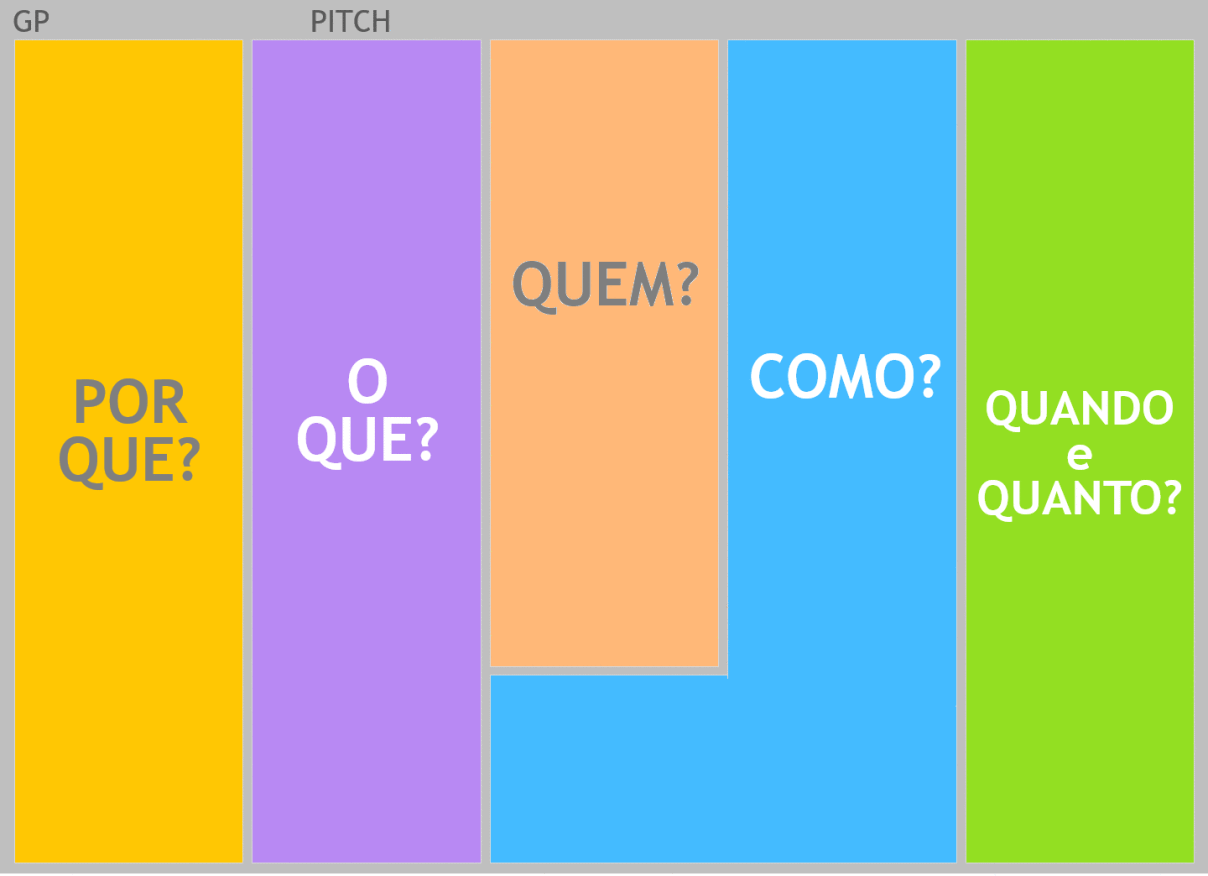 GP
PITCH
POR
QUE?
O
QUE?
QUEM?
COMO?
QUANDO
e
QUANTO?